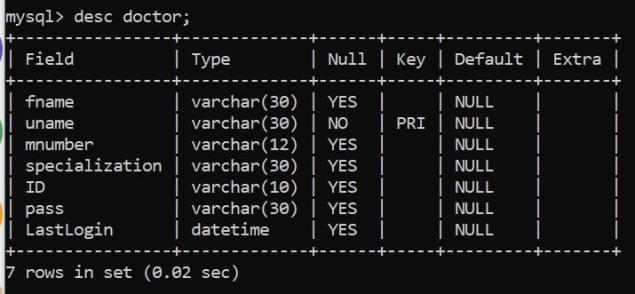 mysql> desc doctor;
+----------------+-------------+------+-----+---------+-------+
| Field          | Type        | Null | Key | Default | Extra |
+----------------+-------------+------+-----+---------+-------+
| fname          | varchar(30) | YES  |     | NULL    |       |
| uname          | varchar(30) | NO   | PRI | NULL    |       |
| mnumber        | varchar(12) | YES  |     | NULL    |       |
| specialization | varchar(30) | YES  |     | NULL    |       |
| ID             | varchar(10) | YES  |     | NULL    |       |
| pass           | varchar(30) | YES  |     | NULL    |       |
| LastLogin      | datetime    | YES  |     | NULL    |       |
+----------------+-------------+------+-----+---------+-------+
7 rows in set (0.02 sec)